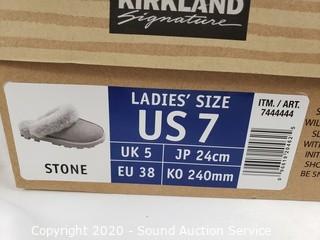 KIRKLAND
Signature
LADIES' SIZE
US 7
UK 5
JP 24cm
EU 38
KO 240mm
ITM. / ART.
7444444
STONE
Copyright 2020 - Sound Auction Service